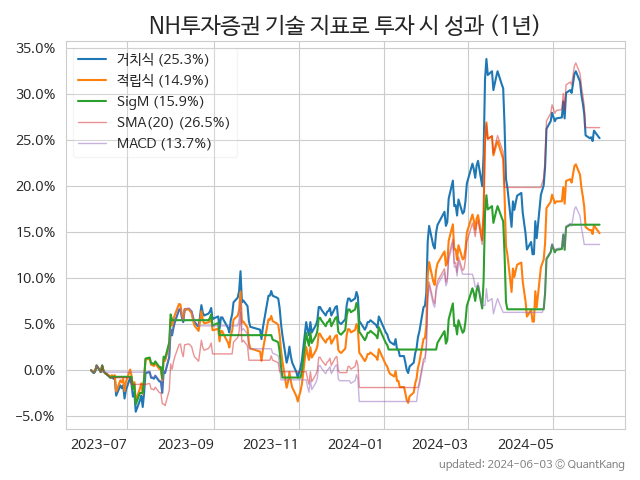 NH투자증권 기술 지표로 투자 시 성과 (1년)
35.0%
30.0%
25.0%
20.0%
15.0%
10.0%
5.0%
0.0%
−5.0%
거치식 (25.3%)
적립식 (14.9%)
SigM (15.9%)
SMA(20) (26.5%)
MACD (13.7%)
2023-07 2023-09 2023-11 2024-01 2024-03 2024-05
updated: 2024-06-03 © QuantKang